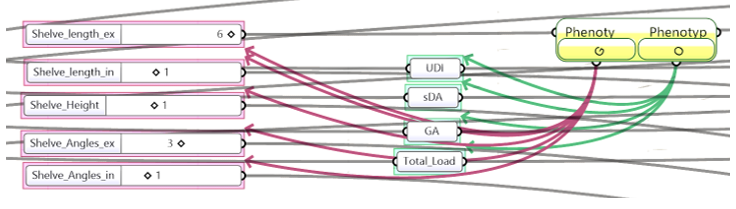 Shelve_length_ex 6
Shelve_length_in 1
Shelve_Height 1
Shelve_Angles_ex 3
Shelve_Angles_in 1
UDI
sDA
GA
Total_Load
Phenoty Phenotyp
G O